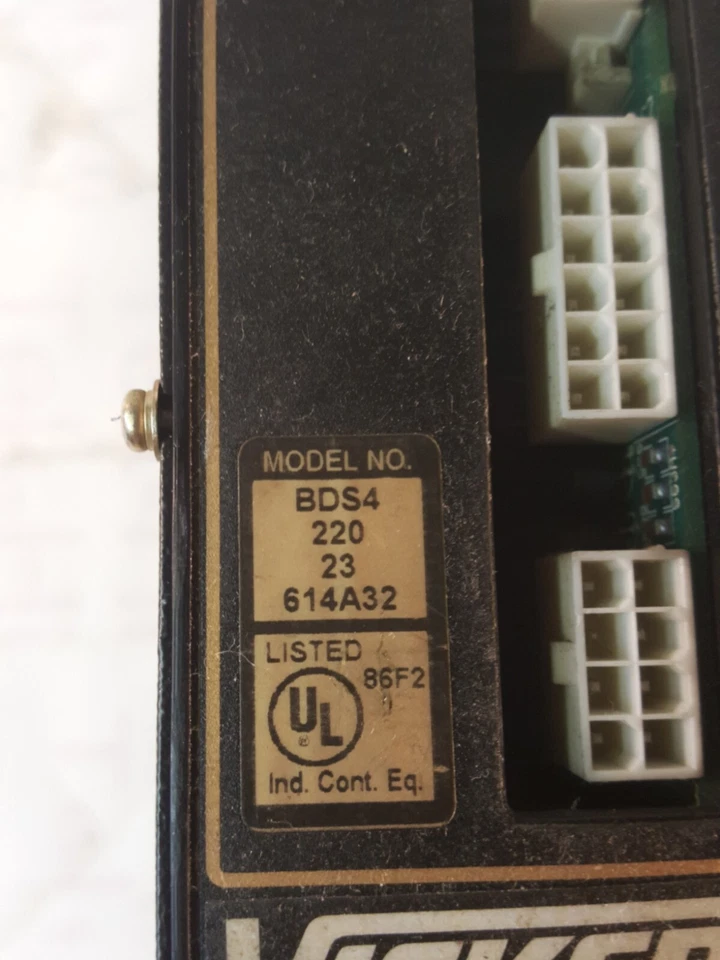 MODEL NO.
BDS4
220
23
614A32
LISTED
86F2
UL
®
Ind. Cont. Eq.